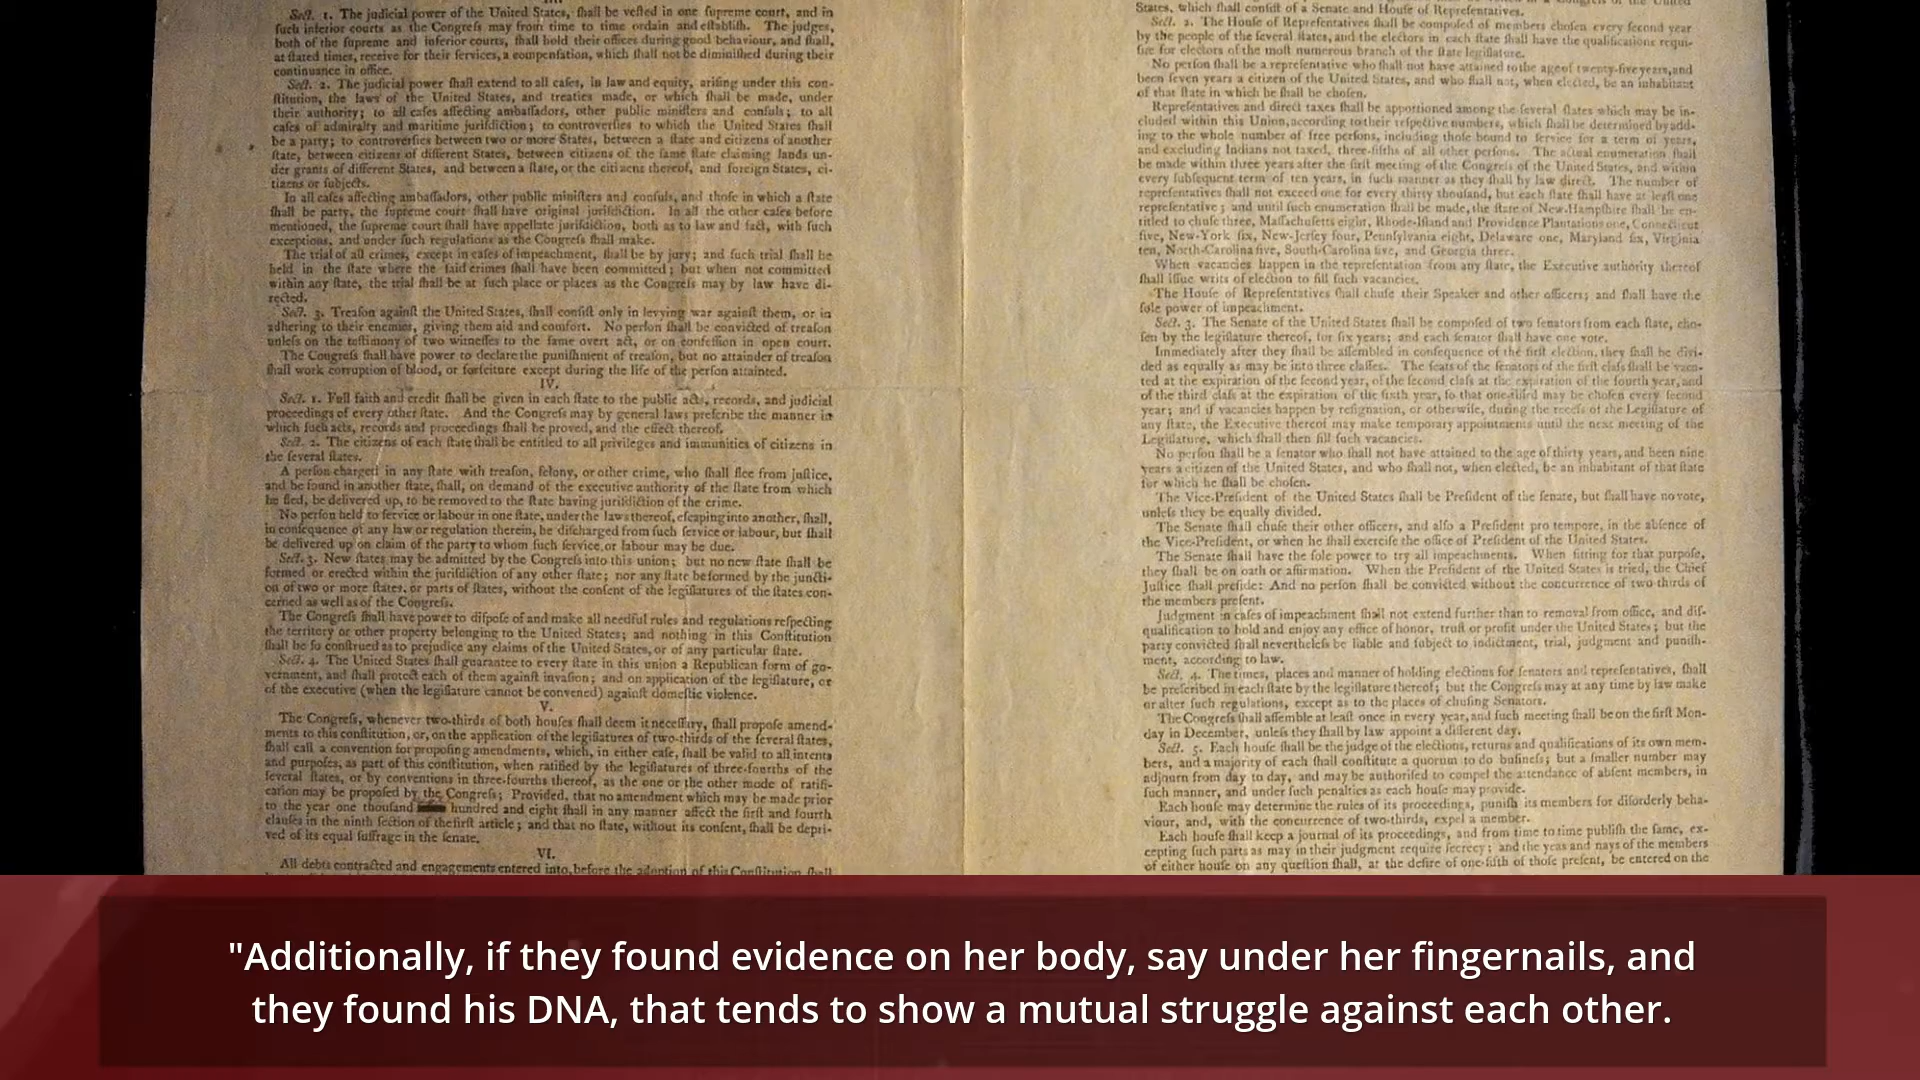 Sect. 1. The judicial power of the United States, shall be vested in one supreme court, and in
such inferior courts as the Congress may from time to time ordain and establish. The judges,
both of the supreme and inferior courts, shall hold their offices during good behaviour, and shall,
at stated times, receive for their services, a compensation, which shall not be diminished during their
continuance in office.
Sect. 2. The judicial power shall extend to all cases, in law and equity, arising under this con-
stitution, the laws of the United States, and treaties made, or which shall be made, under
their authority; to all cases affecting ambassadors, other public ministers and consuls; to all
cases of admiralty and maritime jurisdiction; to controversies to which the United States shall
be a party; to controversies between two or more States, between a state and citizens of another
state, between citizens of different States, between citizens of the same state claiming lands un-
der grants of different States, and between a state, or the citizens thereof, and foreign States, ci-
tizens or subjects.
In all cases affecting ambassadors, other public ministers and consuls, and those in which a state
shall be party, the supreme court shall have original jurisdiction. In all the other cases before
mentioned, the supreme court shall have appellate jurisdiction, both as to law and fact, with such
exceptions, and under such regulations as the Congress shall make.
The trial of all crimes, except in cases of impeachment, shall be by jury; and such trial shall be
held in the state where the said crimes shall have been committed; but when not committed
within any state, the trial shall be at such place or places as the Congress may by law have di-
rected.
Sect. 3. Treason against the United States, shall consist only in levying war against them, or in
adhering to their enemies, giving them aid and comfort. No person shall be convicted of treason
unless on the testimony of two witnesses to the same overt act, or on confession in open court.
The Congress shall have power to declare the punishment of treason, but no attainder of treason
shall work corruption of blood, or forfeiture except during the life of the person attainted.
IV.
Sect. 1. Full faith and credit shall be given in each state to the public acts, records, and judicial
proceedings of every other state. And the Congress may by general laws prescribe the manner in
which such acts, records and proceedings shall be proved, and the effect thereof.
Sect. 2. The citizens of each state shall be entitled to all privileges and immunities of citizens in
the several states.
A person charged in any state with treason, felony, or other crime, who shall flee from justice,
and be found in another state, shall, on demand of the executive authority of the state from which
he fled, be delivered up, to be removed to the state having jurisdiction of the crime.
No person held to service or labour in one state, under the laws thereof, escaping into another, shall,
in consequence of any law or regulation therein, be discharged from such service or labour, but shall
be delivered up on claim of the party to whom such service or labour may be due.
Sect. 3. New states may be admitted by the Congress into this union; but no new state shall be
formed or erected within the jurisdiction of any other state; nor any state be formed by the juncti-
on of two or more states, or parts of states, without the consent of the legislatures of the states con-
cerned as well as of the Congress.
The Congress shall have power to dispose of and make all needful rules and regulations respecting
the territory or other property belonging to the United States; and nothing in this Constitution
shall be so construed as to prejudice any claims of the United States, or of any particular state.
Sect. 4. The United States shall guarantee to every state in this union a Republican form of go-
vernment, and shall protect each of them against invasion; and on application of the legislature, or
of the executive (when the legislature cannot be convened) against domestic violence.
V.
The Congress, whenever two-thirds of both houses shall deem it necessary, shall propose amend-
ments to this constitution, or, on the application of the legislatures of two-thirds of the several states,
shall call a convention for proposing amendments, which, in either case, shall be valid to all intents
and purposes, as part of this constitution, when ratified by the legislatures of three-fourths of the
several states, or by conventions in three-fourths thereof, as the one or the other mode of ratifi-
cation may be proposed by the Congress; Provided, that no amendment which may be made prior
to the year one thousand hundred and eight shall in any manner affect the first and fourth
clauses in the ninth section of the first article; and that no state, without its consent, shall be depri-
ved of its equal suffrage in the senate.
VI.
All debts contracted and engagements entered into, before the adoption of this Constitution shall
States, which shall consist of a Senate and House of Representatives.
Sect. 2. The House of Representatives shall be composed of members chosen every second year
by the people of the several states, and the electors in each state shall have the qualifications requi-
site for electors of the most numerous branch of the state legislature.
No person shall be a representative who shall not have attained to the age of twenty-five years, and
been seven years a citizen of the United States, and who shall not, when elected, be an inhabitant
of that state in which he shall be chosen.
Representatives and direct taxes shall be apportioned among the several states which may be in-
cluded within this Union, according to their respective numbers, which shall be determined by add-
ing to the whole number of free persons, including those bound to service for a term of years,
and excluding Indians not taxed, three-fifths of all other persons. The actual enumeration shall
be made within three years after the first meeting of the Congress of the United States, and within
every subsequent term of ten years, in such manner as they shall by law direct. The number of
representatives shall not exceed one for every thirty thousand, but each state shall have at least one
representative; and until such enumeration shall be made, the state of New-Hampshire shall be en-
titled to chuse three, Massachusetts eight, Rhode-Island and Providence Plantations one, Connecticut
five, New-York six, New-Jersey four, Pennsylvania eight, Delaware one, Maryland six, Virginia
ten, North-Carolina five, South-Carolina five, and Georgia three.
When vacancies happen in the representation from any state, the Executive authority thereof
shall issue writs of election to fill such vacancies.
The House of Representatives shall chuse their Speaker and other officers; and shall have the
sole power of impeachment.
Sect. 3. The Senate of the United States shall be composed of two senators from each state, cho-
sen by the legislature thereof, for six years; and each senator shall have one vote.
Immediately after they shall be assembled in consequence of the first election, they shall be divi-
ded as equally as may be into three classes. The seats of the senators of the first class shall be vaca-
ted at the expiration of the second year, of the second class at the expiration of the fourth year, and
of the third class at the expiration of the sixth year, so that one-third may be chosen every second
year; and if vacancies happen by resignation, or otherwise, during the recess of the Legislature of
any state, the Executive thereof may make temporary appointments until the next meeting of the
Legislature, which shall then fill such vacancies.
No person shall be a senator who shall not have attained to the age of thirty years, and been nine
years a citizen of the United States, and who shall not, when elected, be an inhabitant of that state
for which he shall be chosen.
The Vice-President of the United States shall be President of the senate, but shall have no vote,
unless they be equally divided.
The Senate shall chuse their other officers, and also a President pro tempore, in the absence of
the Vice-President, or when he shall exercise the office of President of the United States.
The Senate shall have the sole power to try all impeachments. When sitting for that purpose,
they shall be on oath or affirmation. When the President of the United States is tried, the Chief
Justice shall preside: And no person shall be convicted without the concurrence of two-thirds of
the members present.
Judgment in cases of impeachment shall not extend further than to removal from office, and dis-
qualification to hold and enjoy any office of honor, trust or profit under the United States; but the
party convicted shall nevertheless be liable and subject to indictment, trial, judgment and punish-
ment, according to law.
Sect. 4. The times, places and manner of holding elections for senators and representatives, shall
be prescribed in each state by the legislature thereof; but the Congress may at any time by law make
or alter such regulations, except as to the places of chusing Senators.
The Congress shall assemble at least once in every year, and such meeting shall be on the first Mon-
day in December, unless they shall by law appoint a different day.
Sect. 5. Each house shall be the judge of the elections, returns and qualifications of its own mem-
bers, and a majority of each shall constitute a quorum to do business; but a smaller number may
adjourn from day to day, and may be authorised to compel the attendance of absent members, in
such manner, and under such penalties as each house may provide.
Each house may determine the rules of its proceedings, punish its members for disorderly beha-
viour, and, with the concurrence of two-thirds, expel a member.
Each house shall keep a journal of its proceedings, and from time to time publish the same, ex-
cepting such parts as may in their judgment require secrecy; and the yeas and nays of the members
of either house on any question shall, at the desire of one-fifth of those present, be entered on the
"Additionally, if they found evidence on her body, say under her fingernails, and
they found his DNA, that tends to show a mutual struggle against each other.